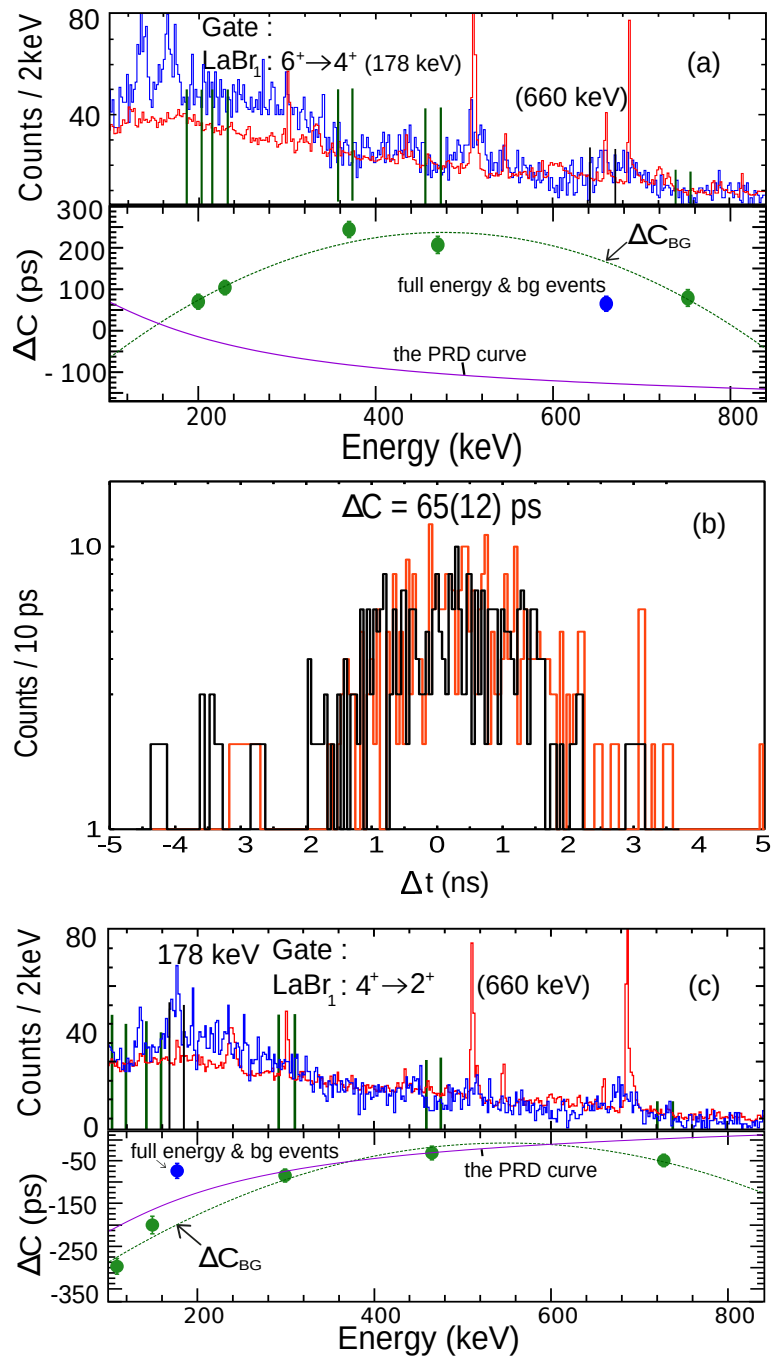 80
40
Counts / 2keV
Gate :
LaBr₁ : 6⁺→4⁺ (178 keV)
(660 keV)
(a)
300
200
100
0
- 100
ΔC (ps)
ΔC_BG
full energy & bg events
the PRD curve
200 400 600 800
Energy (keV)
ΔC = 65(12) ps
(b)
10
1
Counts / 10 ps
-5 -4 -3 2 1 0 1 2 3 4 5
Δt (ns)
80
40
0
Counts / 2keV
178 keV
Gate :
LaBr₁ : 4⁺→2⁺ (660 keV)
(c)
-50
-150
-250
-350
ΔC (ps)
full energy & bg events
the PRD curve
ΔC_BG
200 400 600 800
Energy (keV)